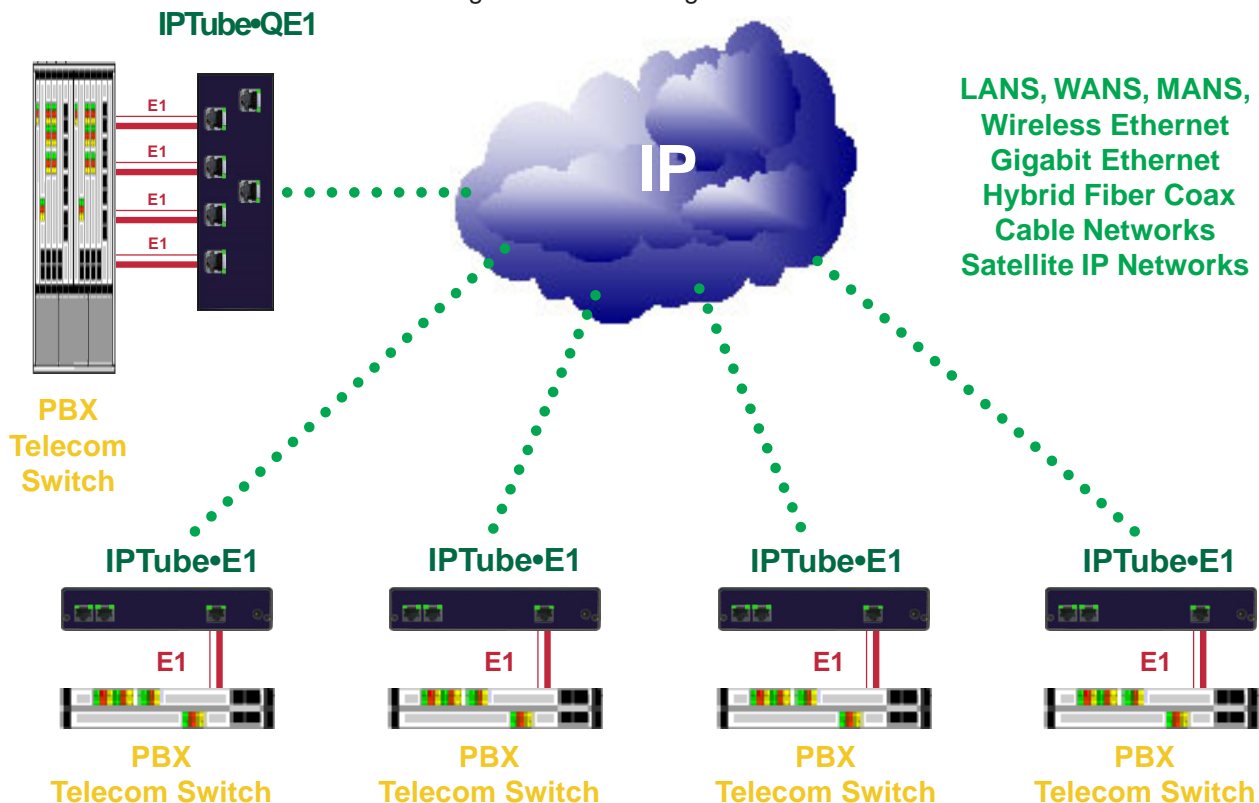 IPTube•QE1
E1
E1
E1
E1
IP
LANS, WANS, MANS,
Wireless Ethernet
Gigabit Ethernet
Hybrid Fiber Coax
Cable Networks
Satellite IP Networks
PBX
Telecom
Switch
IPTube•E1
IPTube•E1
IPTube•E1
IPTube•E1
E1
E1
E1
E1
PBX
Telecom Switch
PBX
Telecom Switch
PBX
Telecom Switch
PBX
Telecom Switch